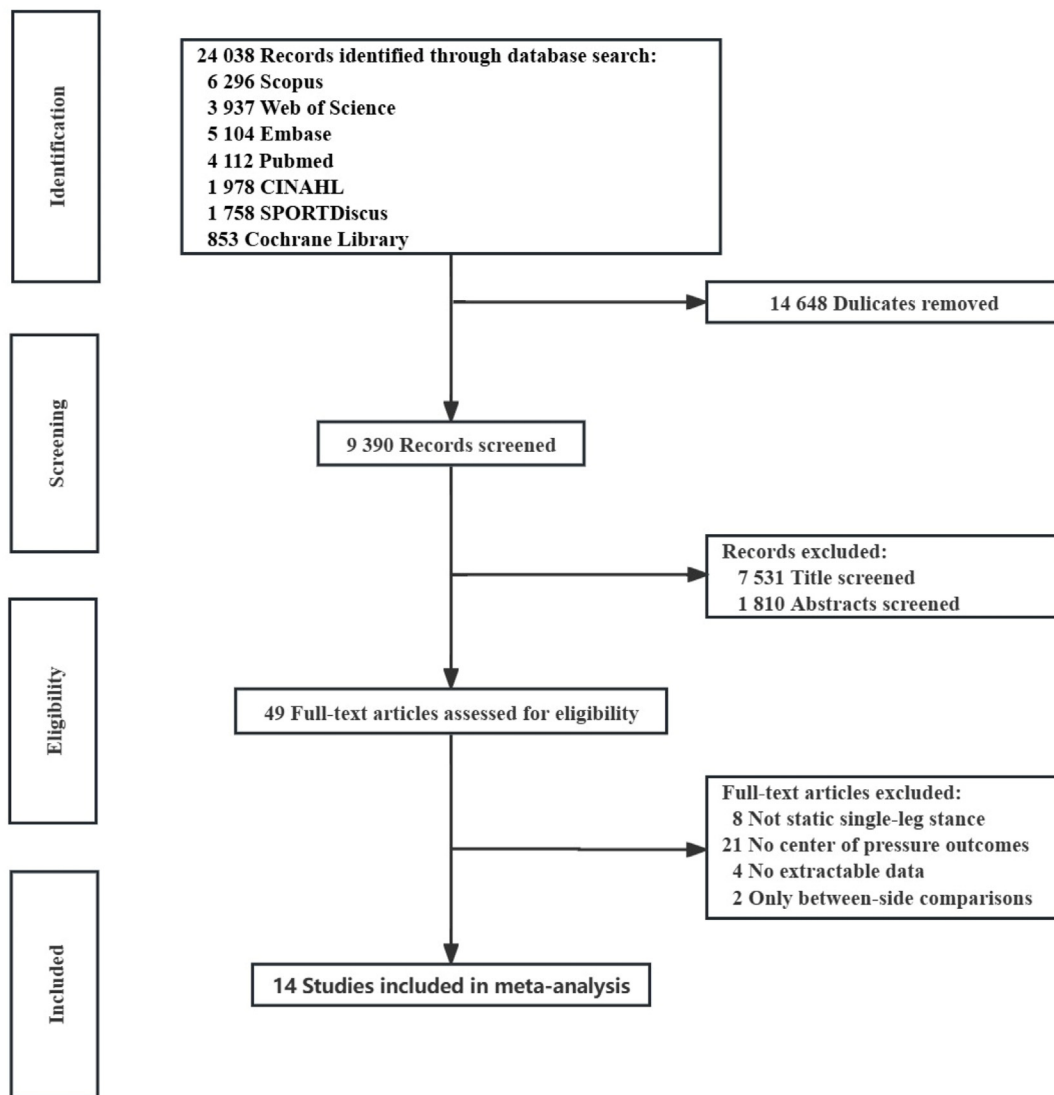 Identification
24 038 Records identified through database search:
6 296 Scopus
3 937 Web of Science
5 104 Embase
4 112 Pubmed
1 978 CINAHL
1 758 SPORTDiscus
853 Cochrane Library
14 648 Dulicates removed
Screening
9 390 Records screened
Records excluded:
7 531 Title screened
1 810 Abstracts screened
Eligibility
49 Full-text articles assessed for eligibility
Full-text articles excluded:
8 Not static single-leg stance
21 No center of pressure outcomes
4 No extractable data
2 Only between-side comparisons
Included
14 Studies included in meta-analysis